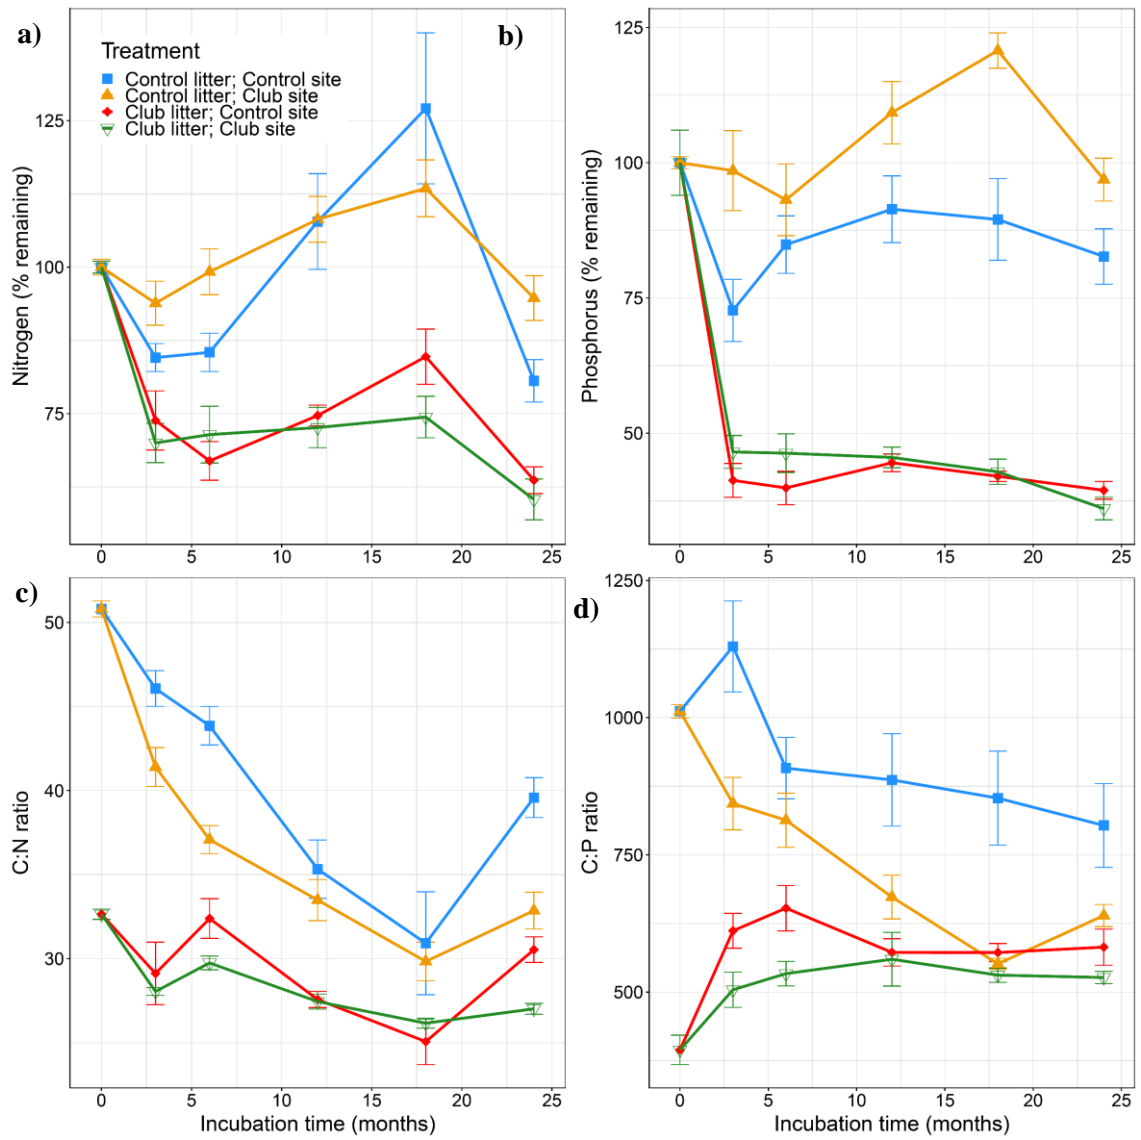 a)
Treatment
Control litter; Control site
Control litter; Club site
Club litter; Control site
Club litter; Club site
125
100
75
Nitrogen (% remaining)
0 5 10 15 20 25
b)
125
100
75
50
Phosphorus (% remaining)
0 5 10 15 20 25
c)
50
40
30
C:N ratio
0 5 10 15 20 25
Incubation time (months)
d)
1250
1000
750
500
C:P ratio
0 5 10 15 20 25
Incubation time (months)